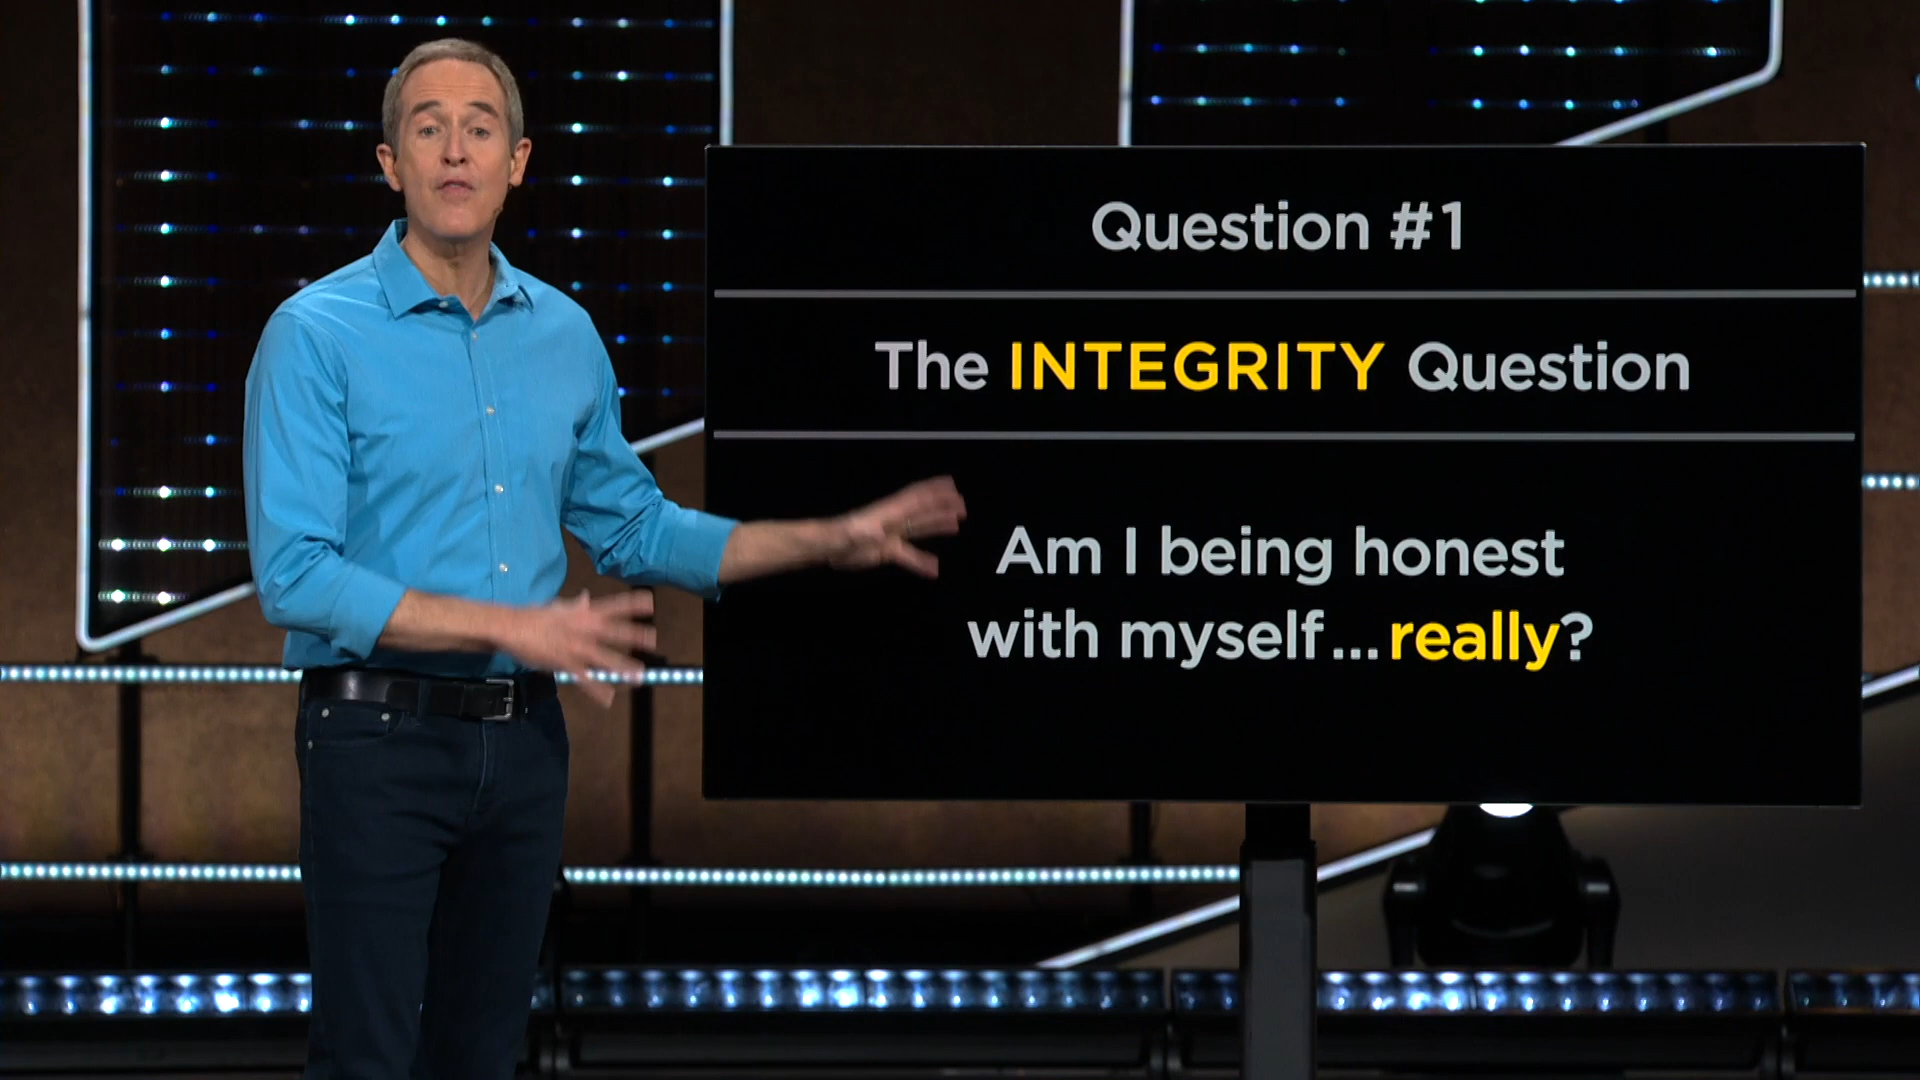 Question #1
The INTEGRITY Question
Am I being honest
with myself...really?